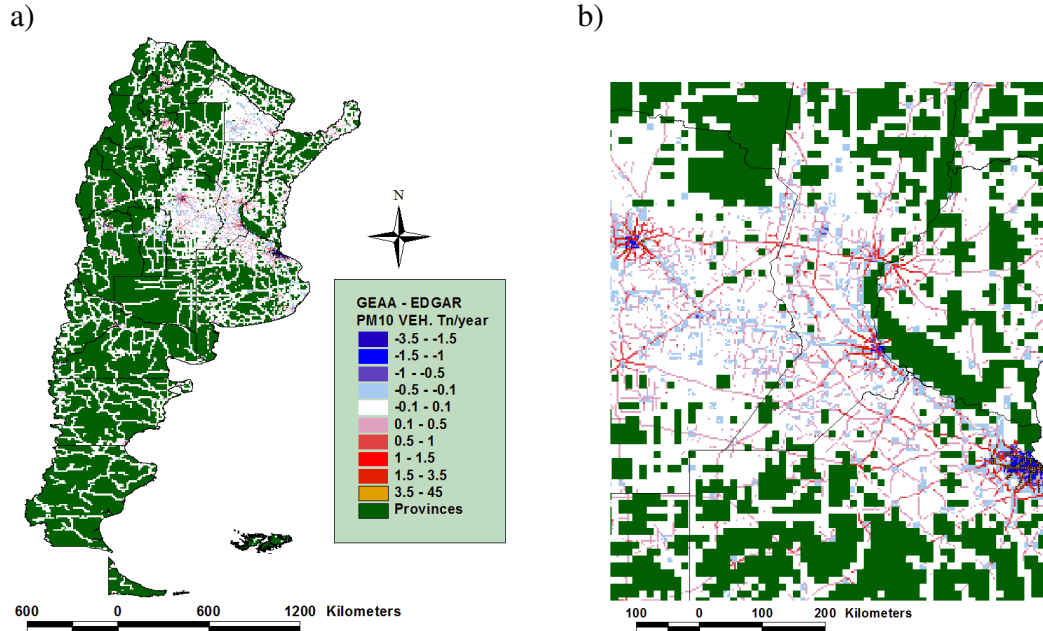 a)
b)
N
GEAA - EDGAR
PM10 VEH. Tn/year
-3.5 - -1.5
-1.5 - -1
-1 - -0.5
-0.5 - -0.1
-0.1 - 0.1
0.1 - 0.5
0.5 - 1
1 - 1.5
1.5 - 3.5
3.5 - 45
Provinces
600 0 600 1200 Kilometers
100 0 100 200 Kilometers